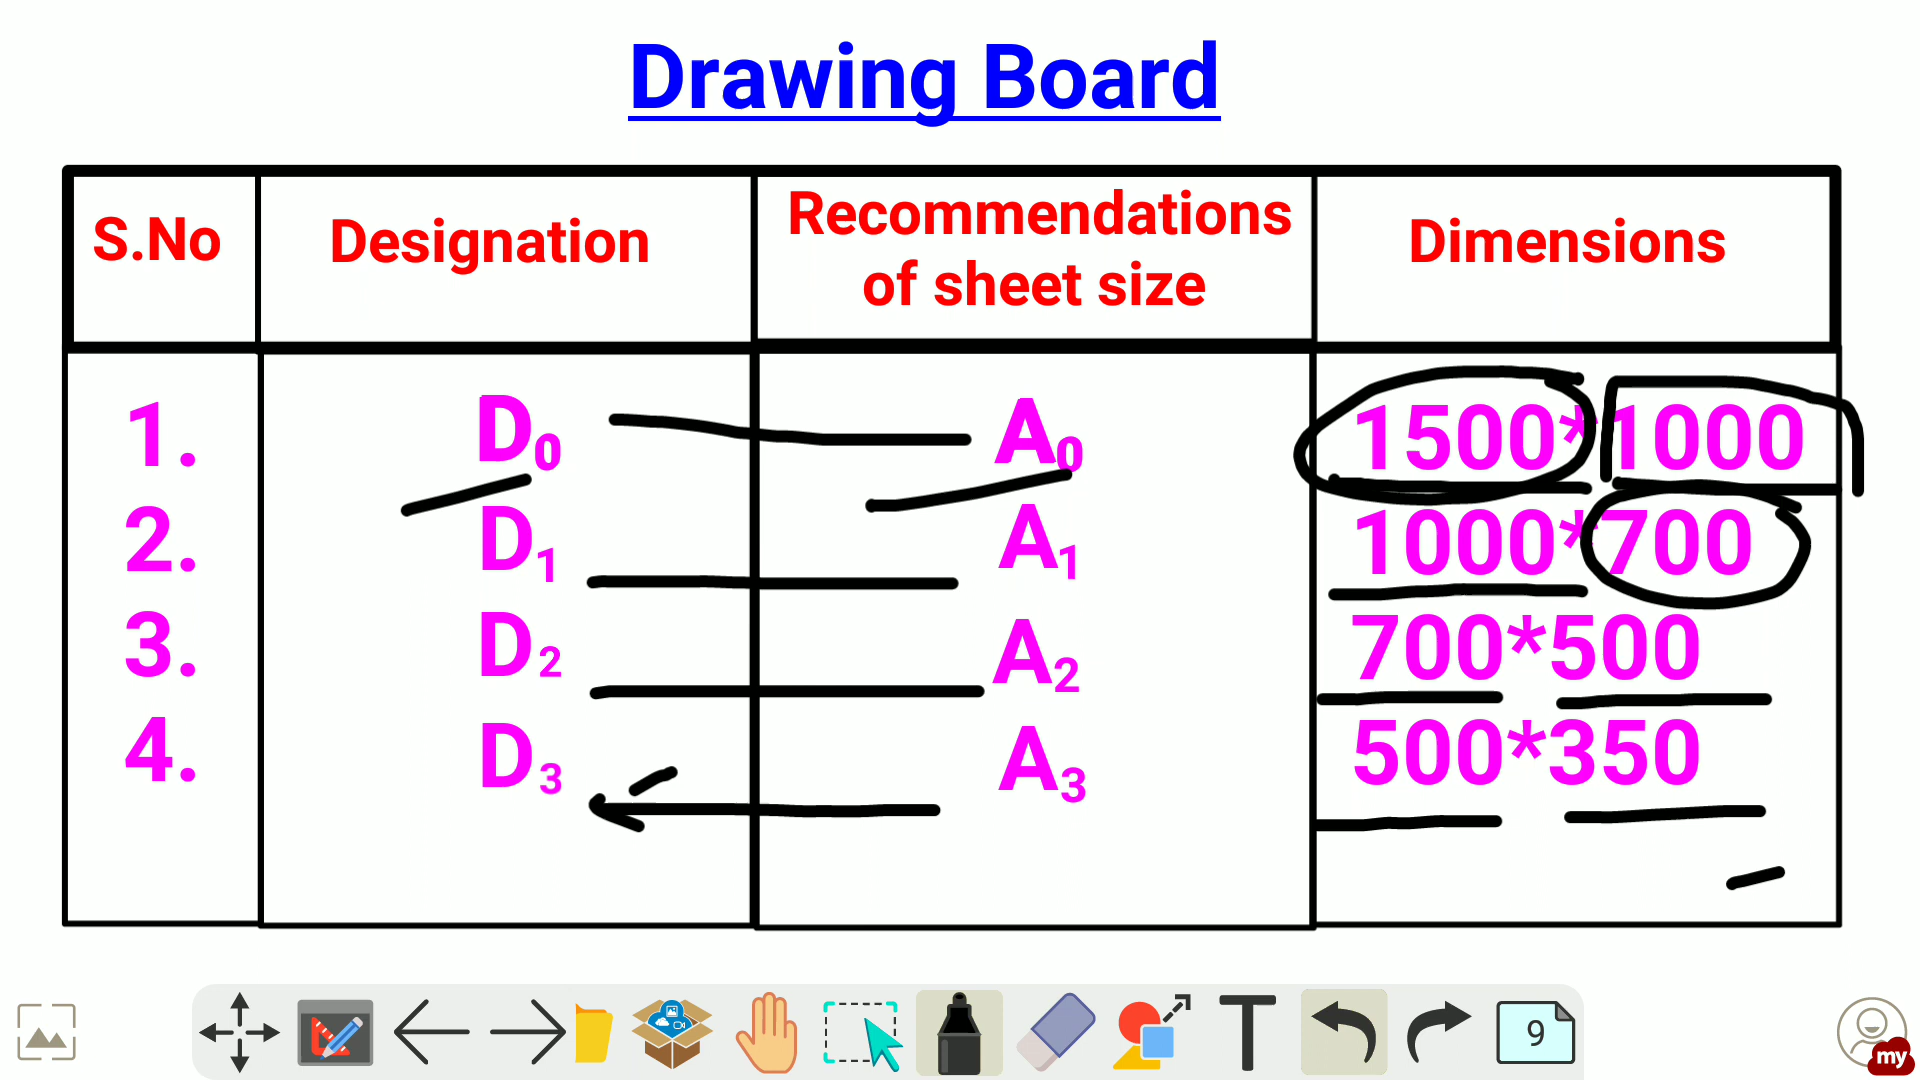 Drawing Board
S.No Designation Recommendations of sheet size Dimensions
1. D₀ A₀ 1500*1000
2. D₁ A₁ 1000*700
3. D₂ A₂ 700*500
4. D₃ A₃ 500*350
T 9
my